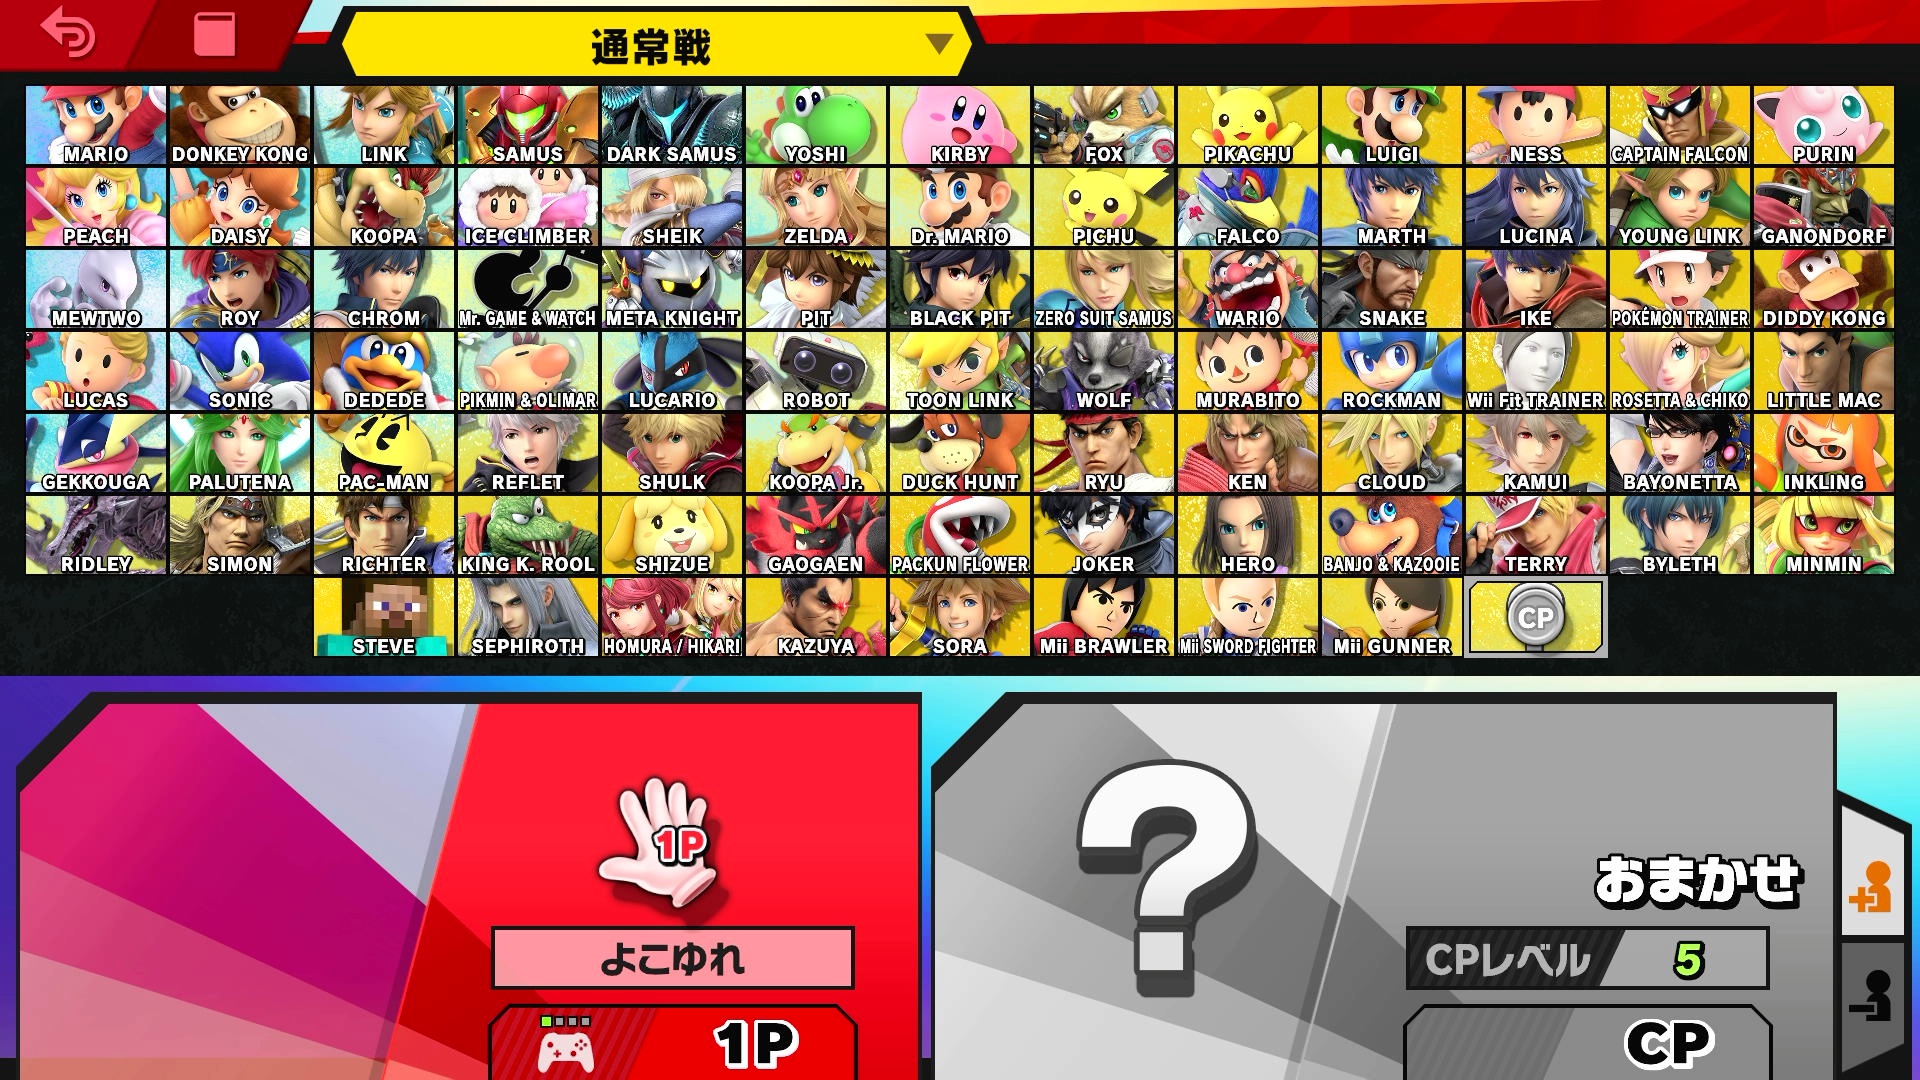 通常戦
MARIO DONKEY KONG LINK SAMUS DARK SAMUS YOSHI KIRBY FOX PIKACHU LUIGI NESS CAPTAIN FALCON PURIN
PEACH DAISY KOOPA ICE CLIMBER SHEIK ZELDA Dr. MARIO PICHU FALCO MARTH LUCINA YOUNG LINK GANONDORF
MEWTWO ROY CHROM Mr. GAME & WATCH META KNIGHT PIT BLACK PIT ZERO SUIT SAMUS WARIO SNAKE IKE POKÉMON TRAINER DIDDY KONG
LUCAS SONIC DEDEDE PIKMIN & OLIMAR LUCARIO ROBOT TOON LINK WOLF MURABITO ROCKMAN Wii Fit TRAINER ROSETTA & CHIKO LITTLE MAC
GEKKOUGA PALUTENA PAC-MAN REFLET SHULK KOOPA Jr. DUCK HUNT RYU KEN CLOUD KAMUI BAYONETTA INKLING
RIDLEY SIMON RICHTER KING K. ROOL SHIZUE GAOGAEN PACKUN FLOWER JOKER HERO BANJO & KAZOOIE TERRY BYLETH MINMIN
STEVE SEPHIROTH HOMURA / HIKARI KAZUYA SORA Mii BRAWLER Mii SWORD FIGHTER Mii GUNNER CP
1P
よこゆれ
1P
?
おまかせ
CPレベル 5
CP